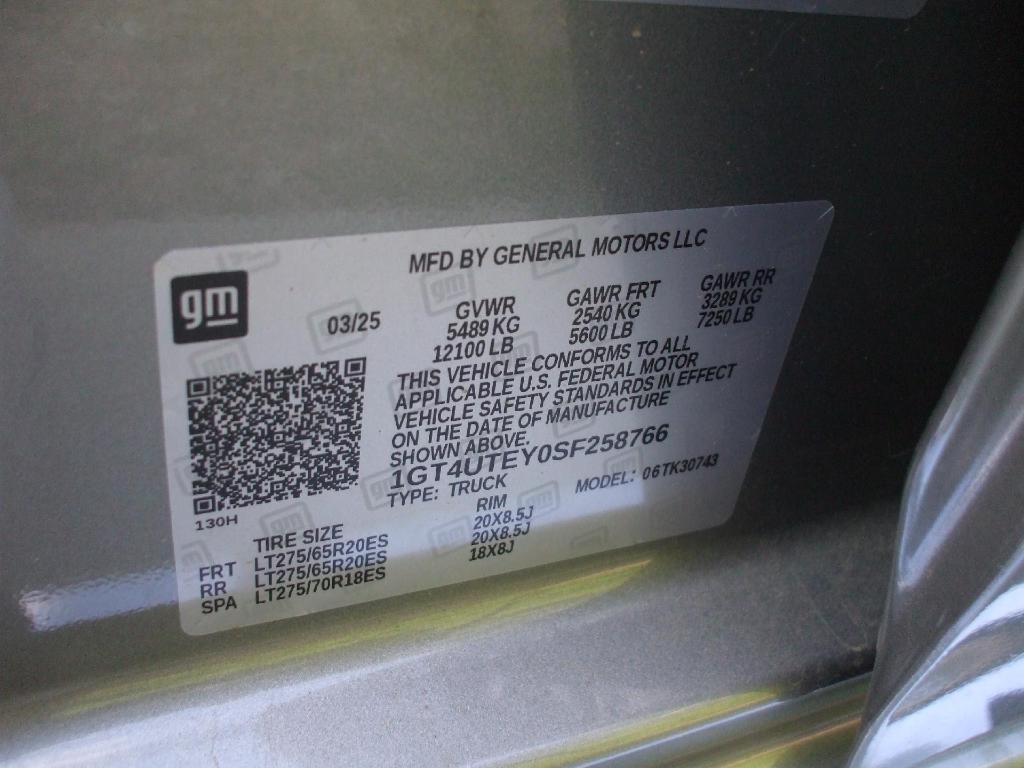 MFD BY GENERAL MOTORS LLC
gm
03/25
GVWR
5489 KG
12100 LB
GAWR FRT
2540 KG
5600 LB
GAWR RR
3289 KG
7250 LB
THIS VEHICLE CONFORMS TO ALL
APPLICABLE U.S. FEDERAL MOTOR
VEHICLE SAFETY STANDARDS IN EFFECT
ON THE DATE OF MANUFACTURE
SHOWN ABOVE.
1GT4UTEY0SF258766
TYPE: TRUCK MODEL: 06TK30743
130H
TIRE SIZE RIM
FRT LT275/65R20ES 20X8.5J
RR LT275/65R20ES 20X8.5J
SPA LT275/70R18ES 18X8J